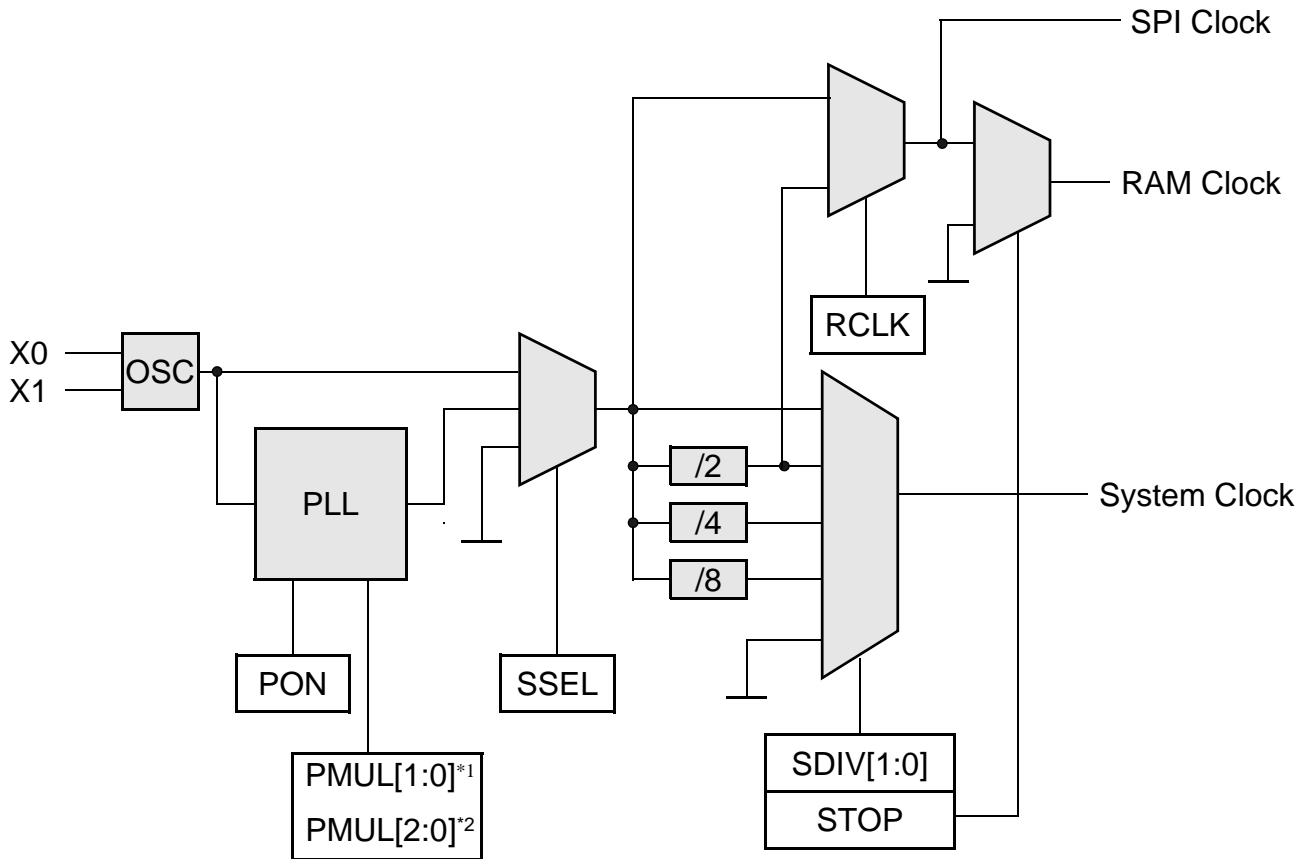 SPI Clock
RAM Clock
RCLK
X0
X1
OSC
PLL
/2
/4
/8
System Clock
PON
SSEL
PMUL[1:0]*1
PMUL[2:0]*2
SDIV[1:0]
STOP